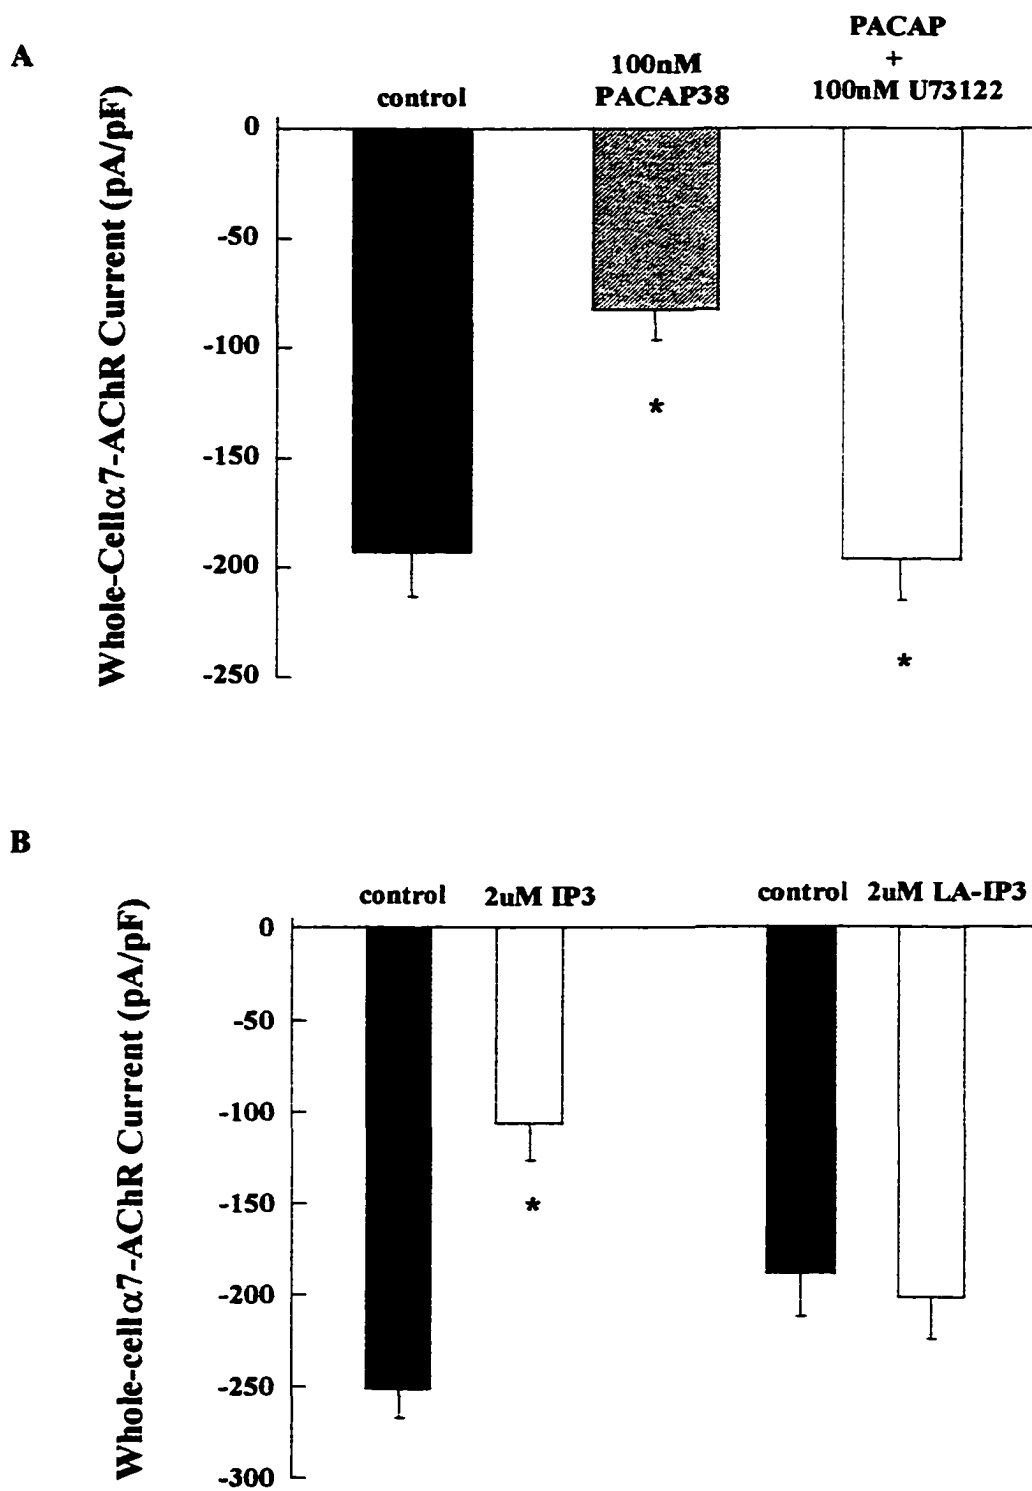 A
control
100nM
PACAP38
PACAP
+
100nM U73122
Whole-Cellα7-AChR Current (pA/pF)
0
-50
-100
-150
-200
-250
*
*
B
control
2uM IP3
control
2uM LA-IP3
Whole-cellα7-AChR Current (pA/pF)
0
-50
-100
-150
-200
-250
-300
*